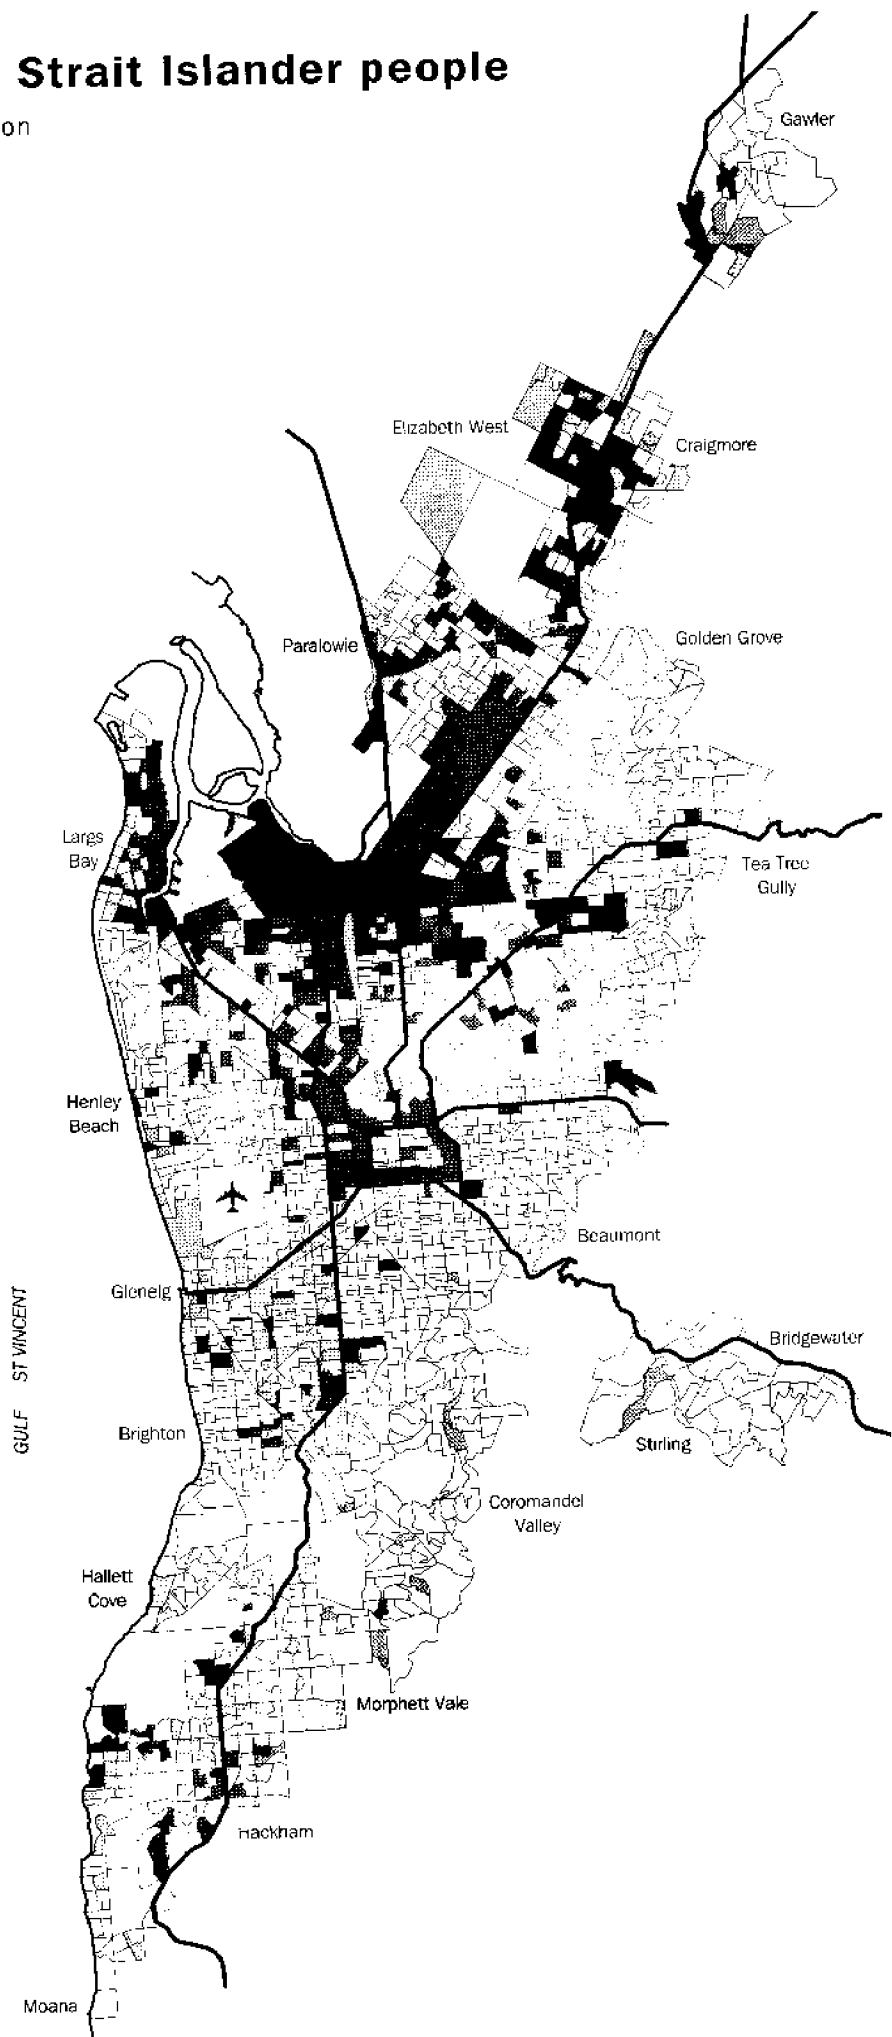 Strait Islander people
on
Gawler
Elizabeth West
Craigmore
Paralowie
Golden Grove
Largs
Bay
Tea Tree
Gully
Henley
Beach
Beaumont
Glenelg
GULF ST VINCENT
Bridgewater
Brighton
Stirling
Coromandel
Valley
Hallett
Cove
Morphett Vale
Hackham
Moana